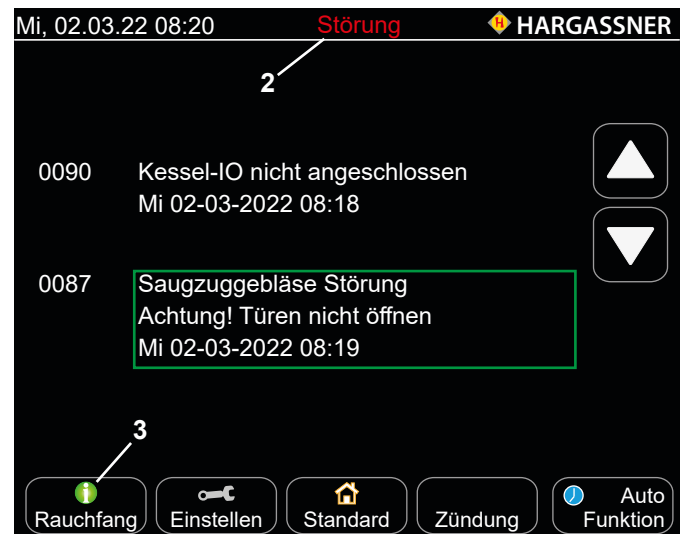 Mi, 02.03.22 08:20 Störung H HARGASSNER
2
0090 Kessel-IO nicht angeschlossen
Mi 02-03-2022 08:18
0087 Saugzuggebläse Störung
Achtung! Türen nicht öffnen
Mi 02-03-2022 08:19
3
i
Rauchfang Einstellen Standard Zündung Auto
Funktion